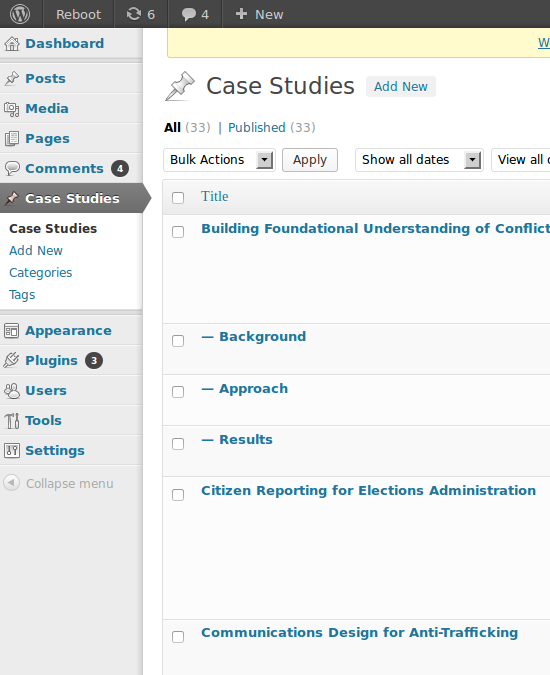 Reboot 6 4 + New
Dashboard
Posts
Media
Pages
Comments 4
Case Studies
Case Studies
Add New
Categories
Tags
Appearance
Plugins 3
Users
Tools
Settings
Collapse menu
Case Studies Add New
All (33) | Published (33)
Bulk Actions Apply Show all dates View all
Title
Building Foundational Understanding of Conflict
— Background
— Approach
— Results
Citizen Reporting for Elections Administration
Communications Design for Anti-Trafficking